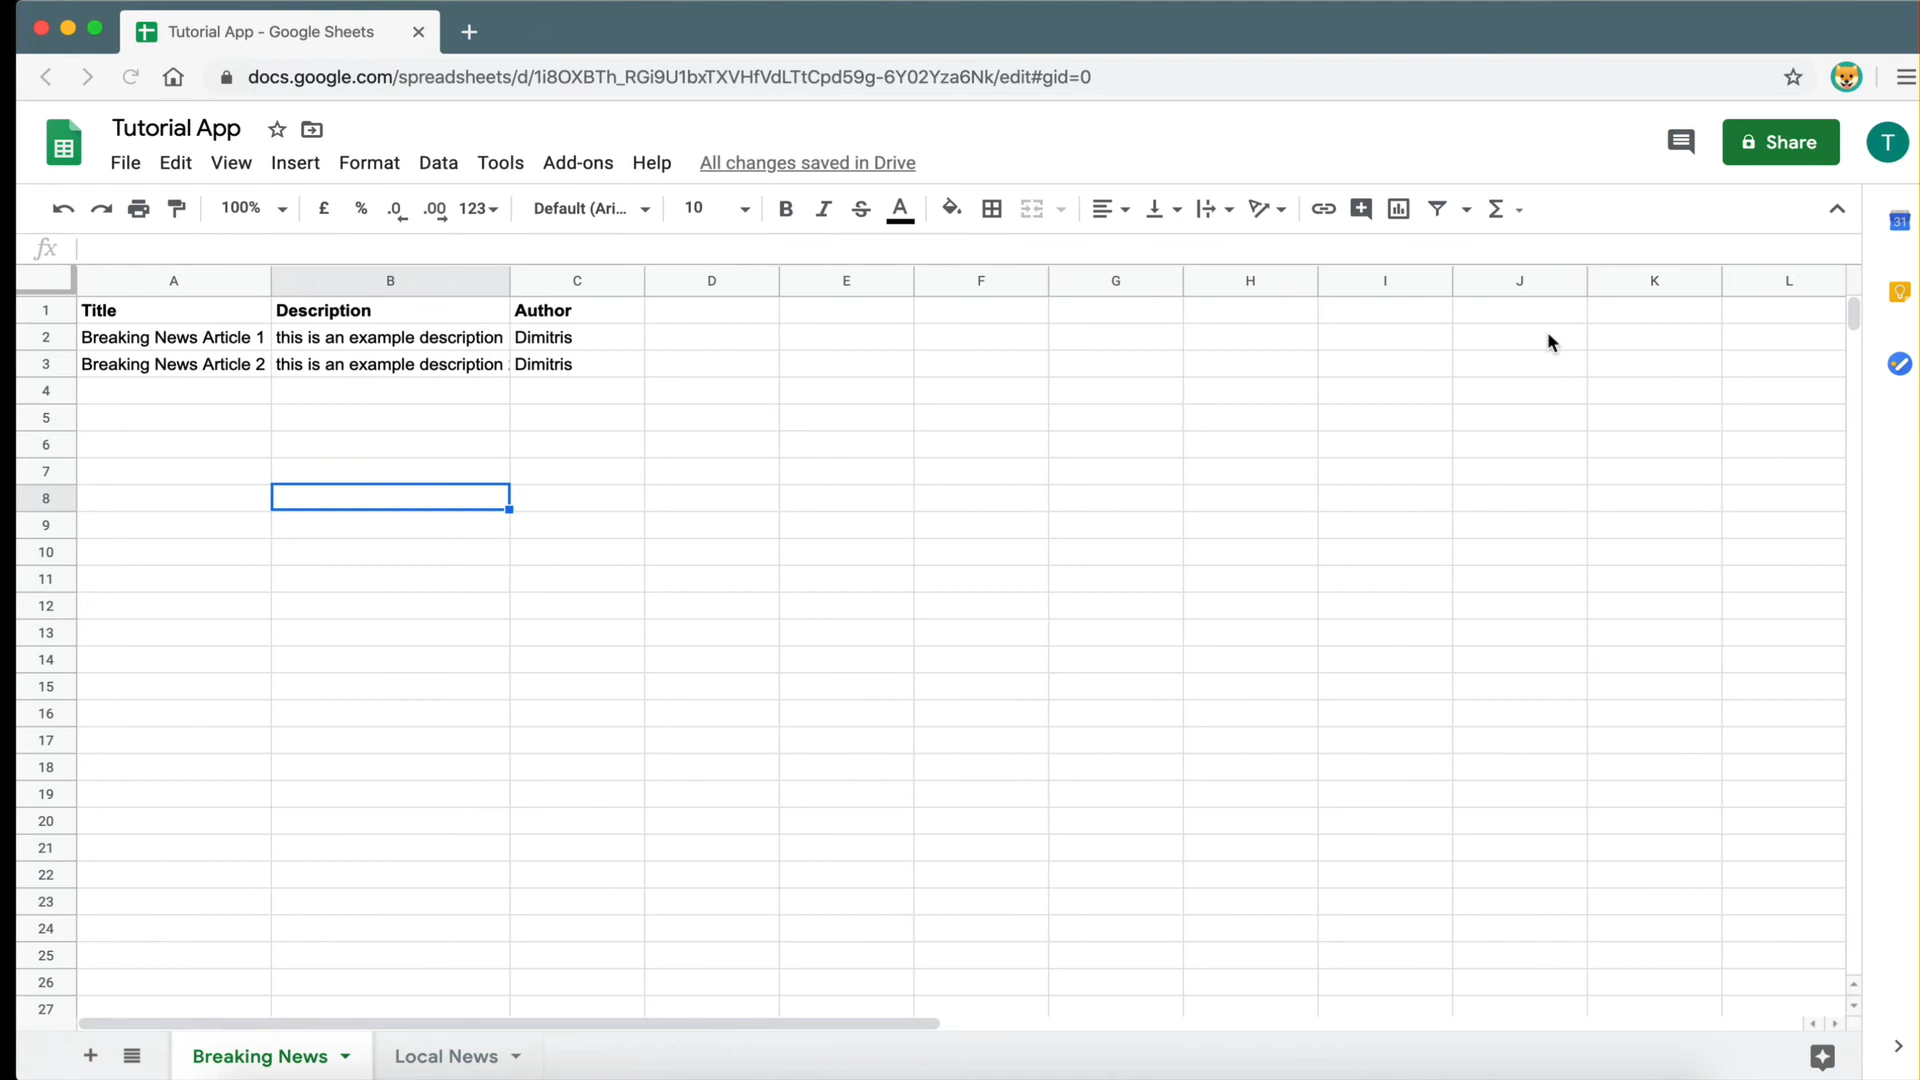 Tutorial App - Google Sheets
docs.google.com/spreadsheets/d/1i8OXBTh_RGi9U1bxTXVHfVdLTtCpd59g-6Y02Yza6Nk/edit#gid=0
Tutorial App
File Edit View Insert Format Data Tools Add-ons Help All changes saved in Drive
Share
T
100% £ % .0 .00 123 Default (Ari... 10 B I S A Σ
31
fx
A B C D E F G H I J K L
1 Title Description Author
2 Breaking News Article 1 this is an example description Dimitris
3 Breaking News Article 2 this is an example description Dimitris
4
5
6
7
8
9
10
11
12
13
14
15
16
17
18
19
20
21
22
23
24
25
26
27
Breaking News Local News